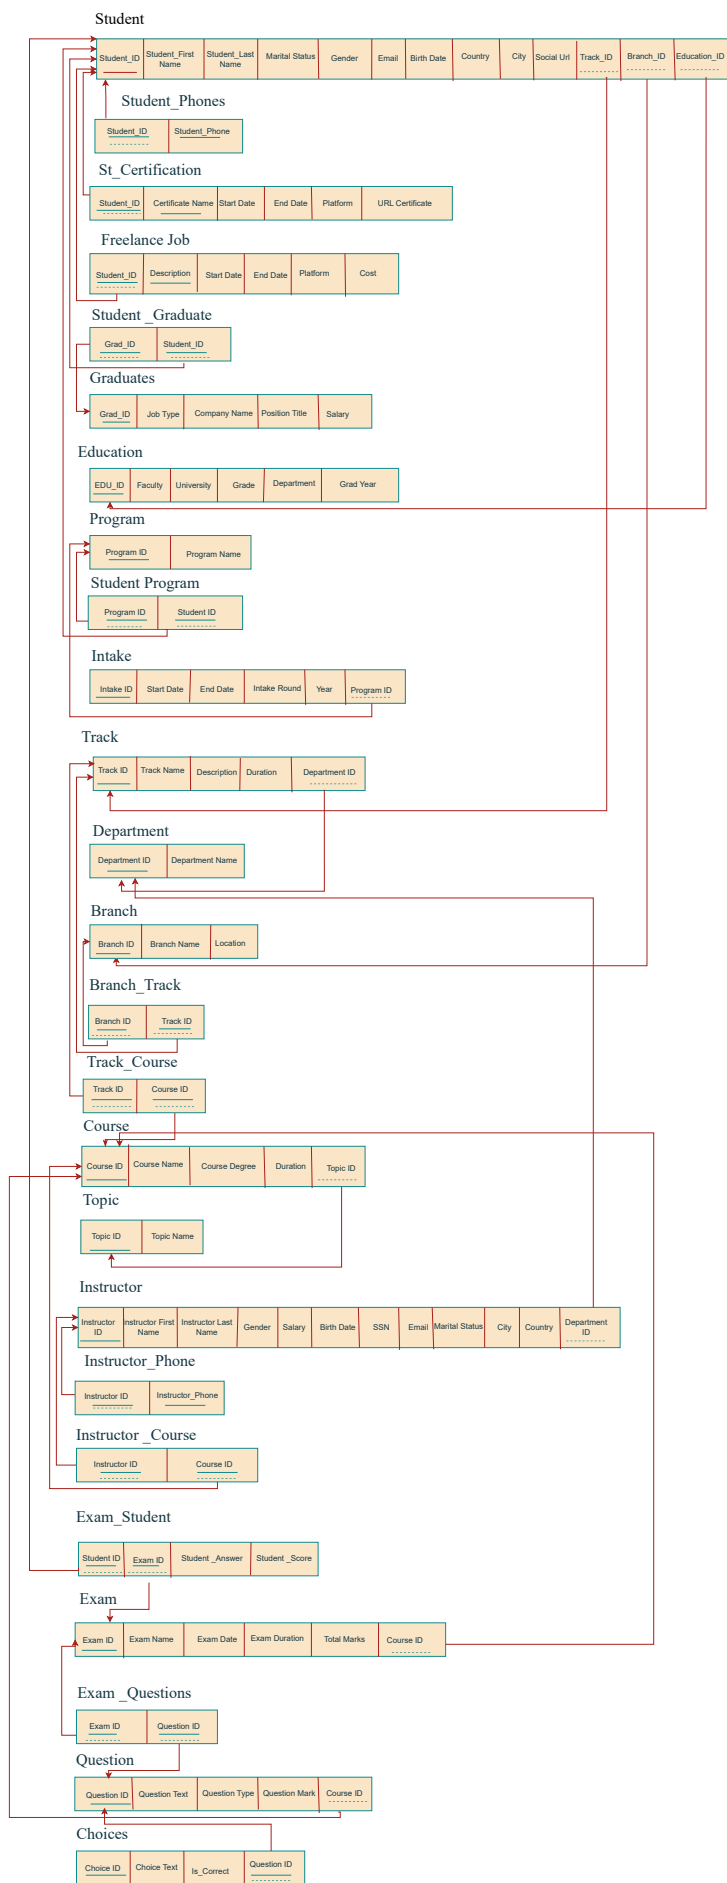 Student
Student_ID Student_First Name Student_Last Name Marital Status Gender Email Birth Date Country City Social Url Track_ID Branch_ID Education_ID
Student_Phones
Student_ID Student_Phone
St_Certification
Student_ID Certificate Name Start Date End Date Platform URL Certificate
Freelance Job
Student_ID Description Start Date End Date Platform Cost
Student _Graduate
Grad_ID Student_ID
Graduates
Grad_ID Job Type Company Name Position Title Salary
Education
EDU_ID Faculty University Grade Department Grad Year
Program
Program ID Program Name
Student Program
Program ID Student ID
Intake
Intake ID Start Date End Date Intake Round Year Program ID
Track
Track ID Track Name Description Duration Department ID
Department
Department ID Department Name
Branch
Branch ID Branch Name Location
Branch_Track
Branch ID Track ID
Track_Course
Track ID Course ID
Course
Course ID Course Name Course Degree Duration Topic ID
Topic
Topic ID Topic Name
Instructor
Instructor ID Instructor First Name Instructor Last Name Gender Salary Birth Date SSN Email Marital Status City Country Department ID
Instructor_Phone
Instructor ID Instructor_Phone
Instructor _Course
Instructor ID Course ID
Exam_Student
Student ID Exam ID Student _Answer Student _Score
Exam
Exam ID Exam Name Exam Date Exam Duration Total Marks Course ID
Exam _Questions
Exam ID Question ID
Question
Question ID Question Text Question Type Question Mark Course ID
Choices
Choice ID Choice Text Is_Correct Question ID